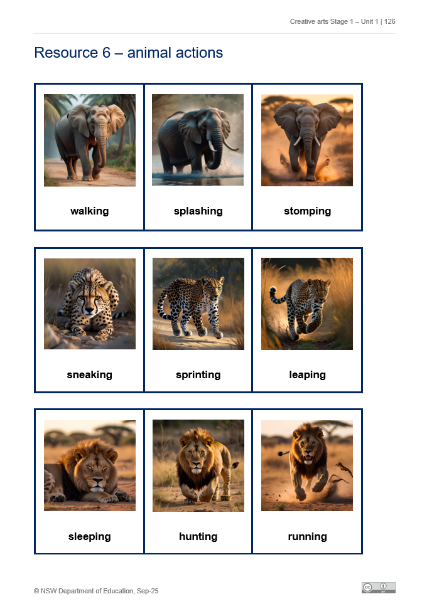 Creative arts Stage 1 – Unit 1 | 126
Resource 6 – animal actions
walking splashing stomping
sneaking sprinting leaping
sleeping hunting running
© NSW Department of Education, Sep-25